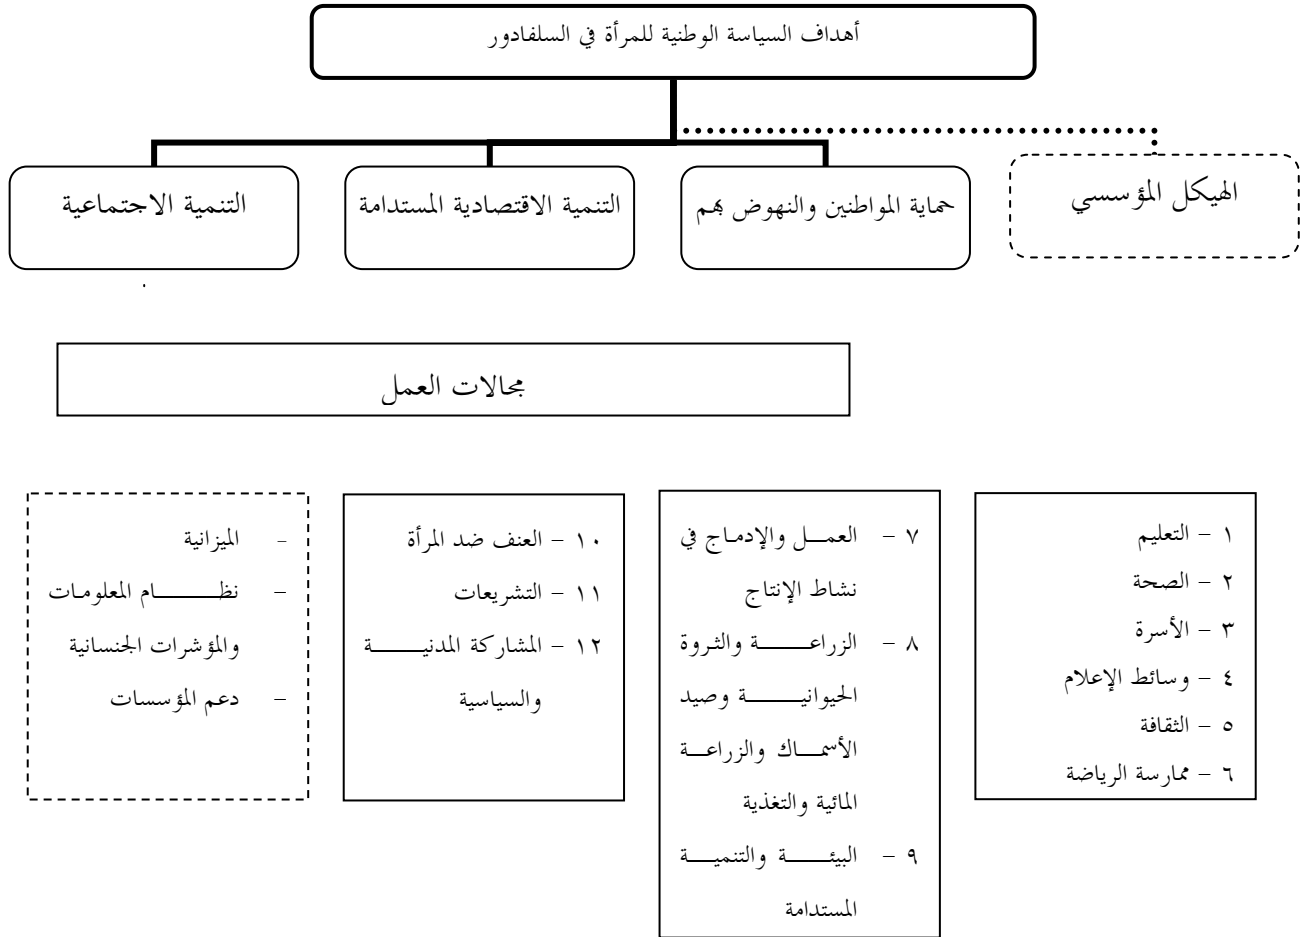 أهداف السياسة الوطنية للمرأة في السلفادور
الهيكل المؤسسي
حماية المواطنين والنهوض بهم
التنمية الاقتصادية المستدامة
التنمية الاجتماعية
مجالات العمل
١ – التعليم
٢ – الصحة
٣ – الأسرة
٤ – وسائط الإعلام
٥ – الثقافة
٦ – ممارسة الرياضة
٧ – العمل والإدماج في
نشاط الإنتاج
٨ – الزراعة والثروة
الحيوانية وصيد
الأسماك والزراعة
المائية والتغذية
٩ – البيئة والتنمية
المستدامة
١٠ – العنف ضد المرأة
١١ – التشريعات
١٢ – المشاركة المدنية
والسياسية
- الميزانية
– نظام المعلومات
والمؤشرات الجنسانية
– دعم المؤسسات